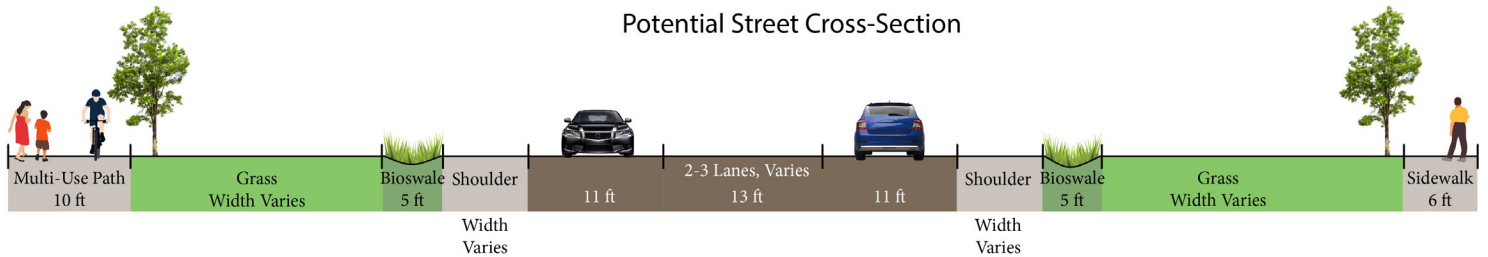 Potential Street Cross-Section
Multi-Use Path
10 ft
Grass
Width Varies
Bioswale
5 ft
Shoulder
Width
Varies
11 ft
2-3 Lanes, Varies
13 ft
11 ft
Shoulder
Width
Varies
Bioswale
5 ft
Grass
Width Varies
Sidewalk
6 ft